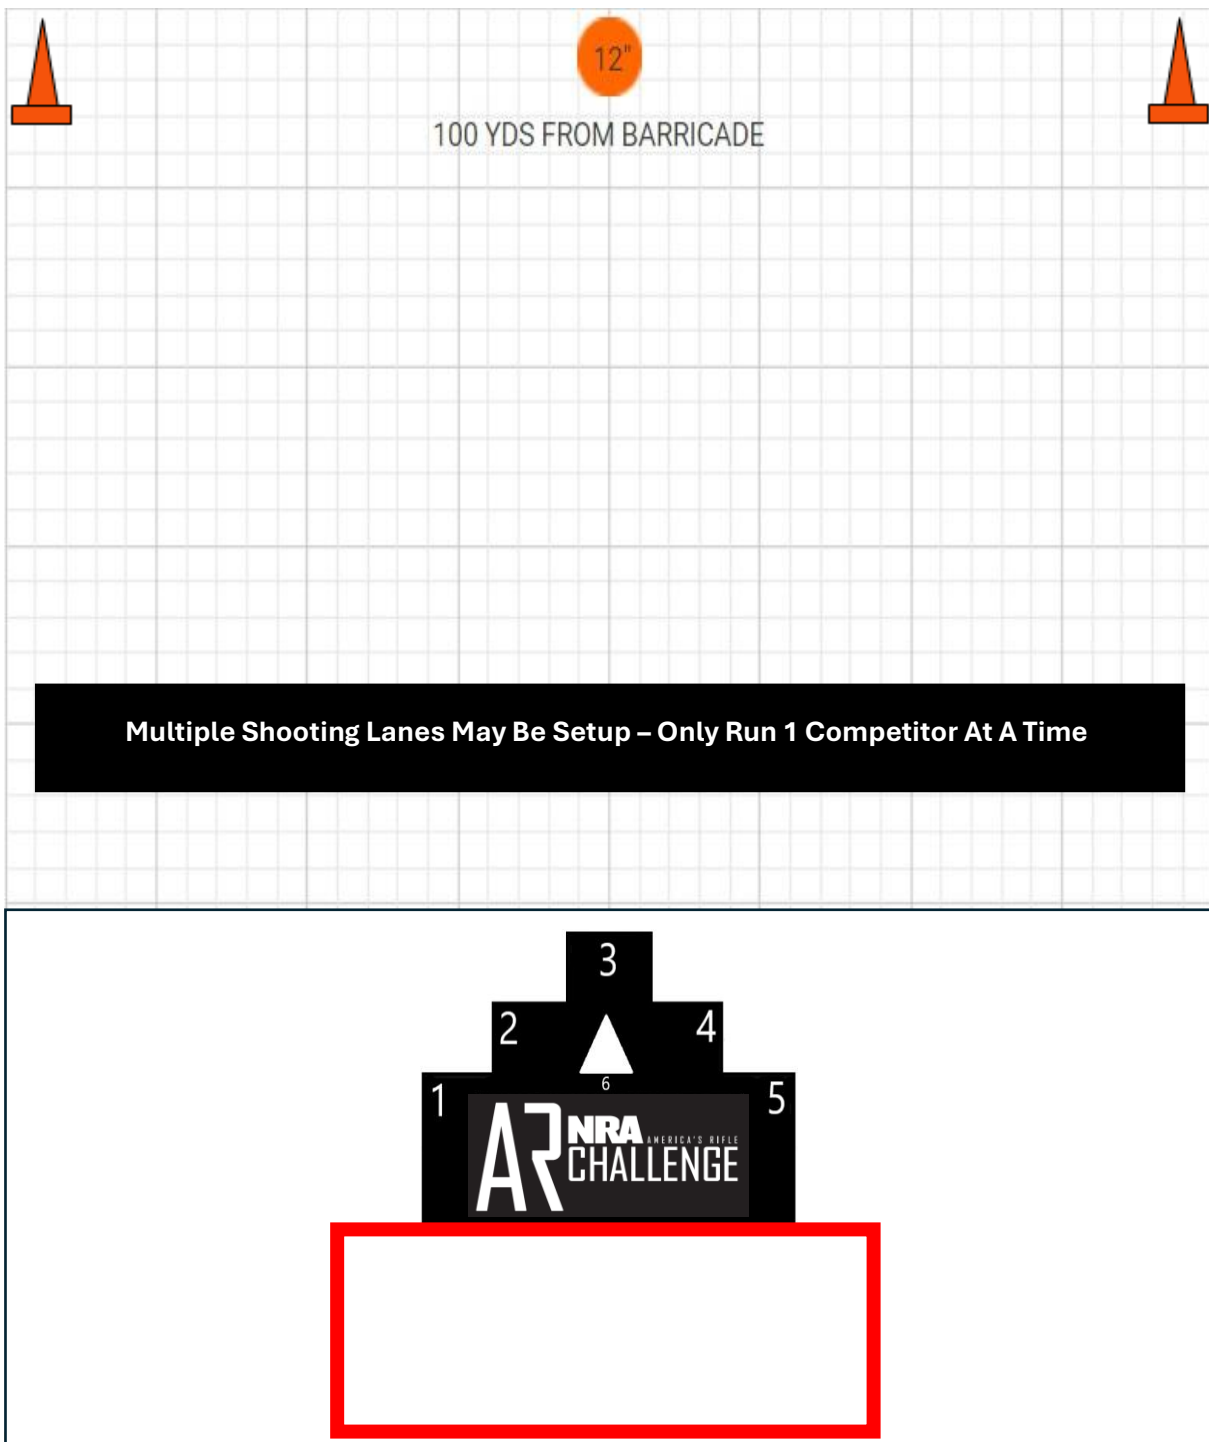 12"
100 YDS FROM BARRICADE
Multiple Shooting Lanes May Be Setup – Only Run 1 Competitor At A Time
3
2
4
6
1
5
AR NRA AMERICA'S RIFLE
CHALLENGE